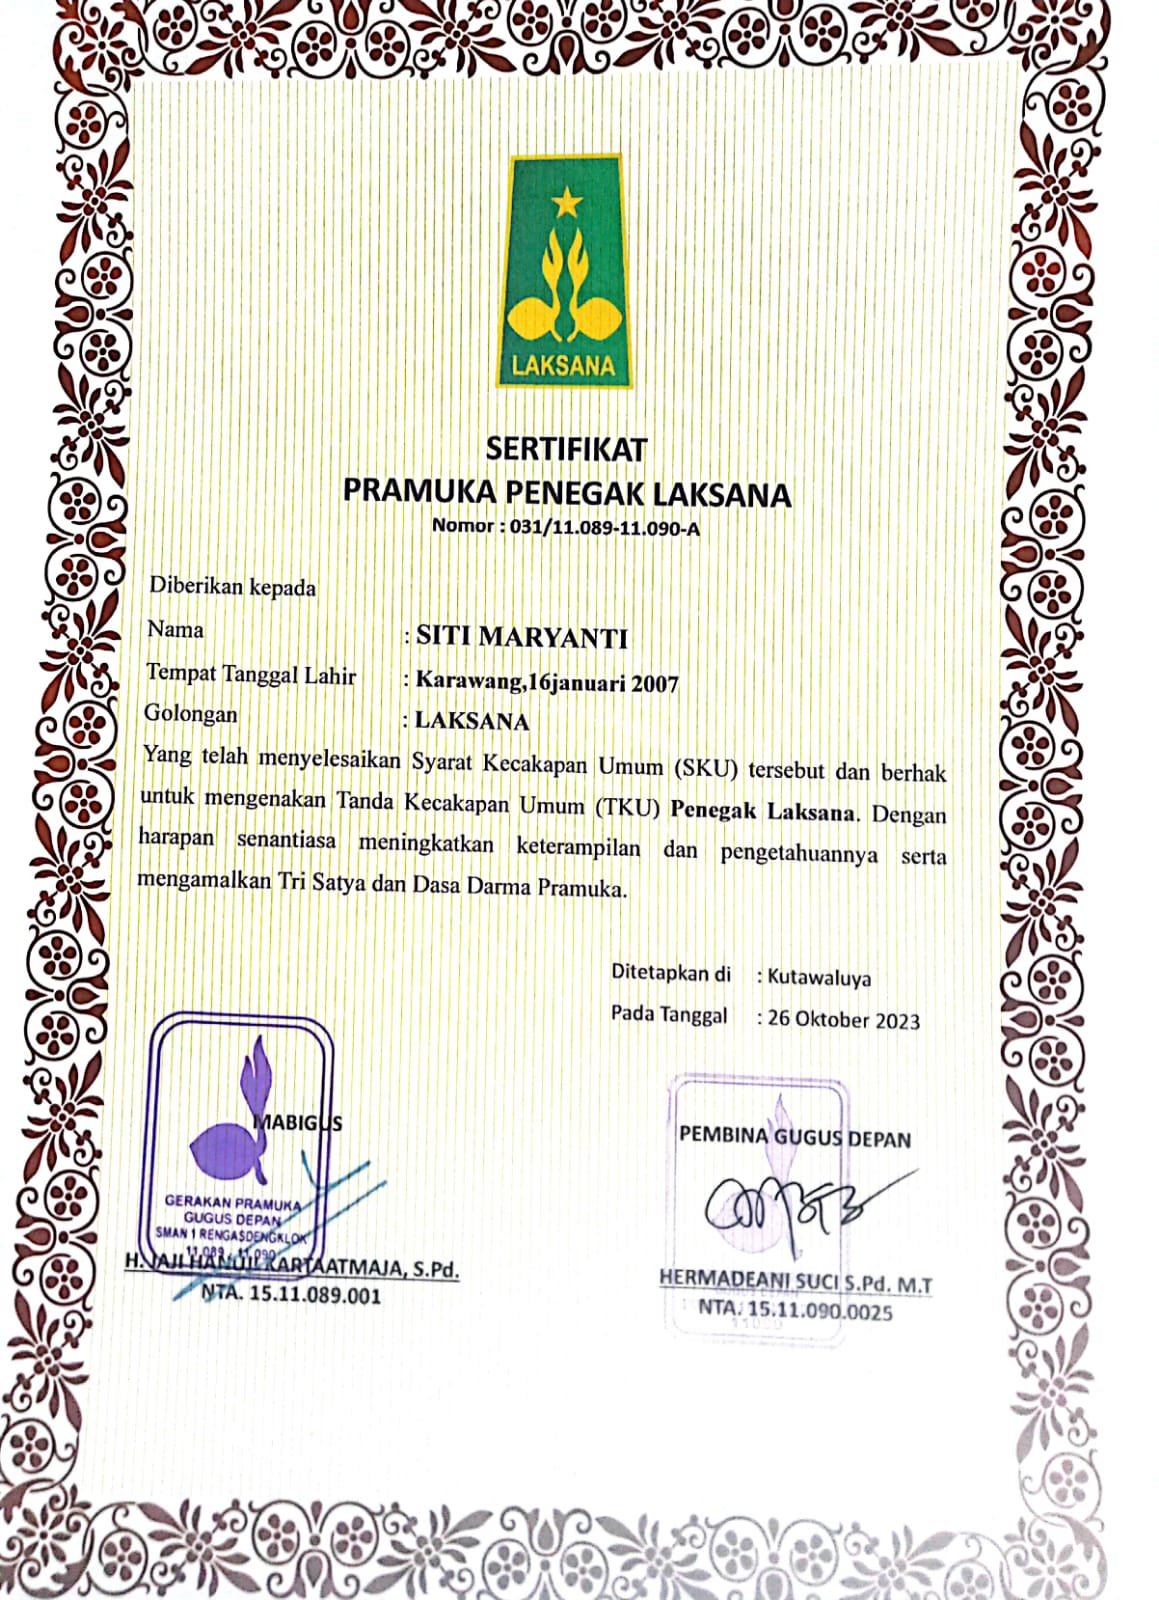 LAKSANA
SERTIFIKAT
PRAMUKA PENEGAK LAKSANA
Nomor : 031/11.089-11.090-A
Diberikan kepada
Nama : SITI MARYANTI
Tempat Tanggal Lahir : Karawang,16januari 2007
Golongan : LAKSANA
Yang telah menyelesaikan Syarat Kecakapan Umum (SKU) tersebut dan berhak
untuk mengenakan Tanda Kecakapan Umum (TKU) Penegak Laksana. Dengan
harapan senantiasa meningkatkan keterampilan dan pengetahuannya serta
mengamalkan Tri Satya dan Dasa Darma Pramuka.
Ditetapkan di : Kutawaluya
Pada Tanggal : 26 Oktober 2023
MABIGUS
GERAKAN PRAMUKA
GUGUS DEPAN
SMAN 1 RENGASDENGKLOK
11.089 - 11.090
H. KARTAATMAJA, S.Pd.
NTA. 15.11.089.001
PEMBINA GUGUS DEPAN
HERMADEANI SUCI S.Pd. M.T
NTA. 15.11.090.0025